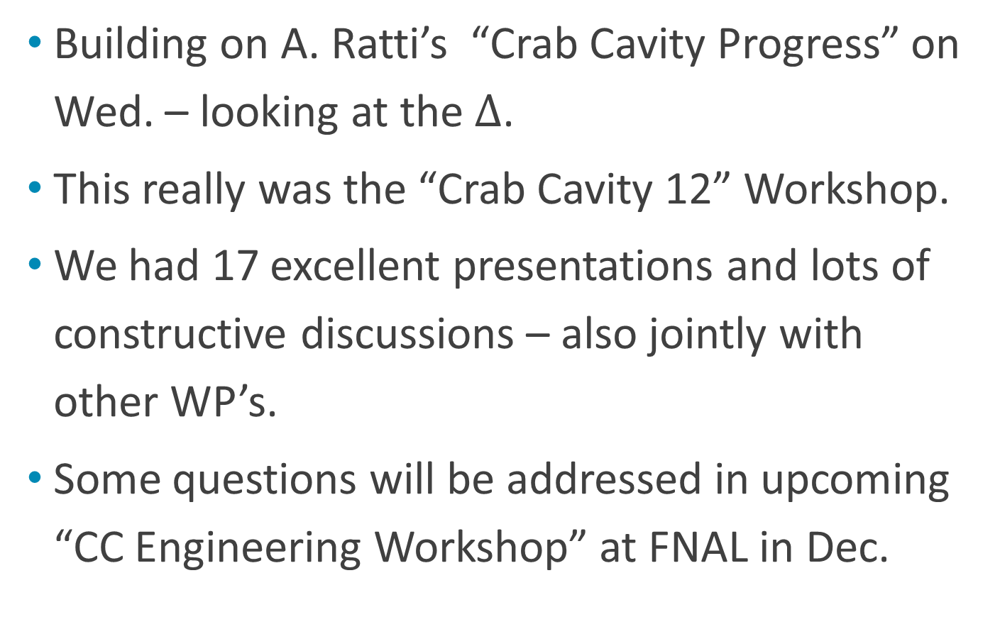 • Building on A. Ratti’s  “Crab Cavity Progress” on
Wed. – looking at the Δ.
• This really was the “Crab Cavity 12” Workshop.
• We had 17 excellent presentations and lots of
constructive discussions – also jointly with
other WP’s.
• Some questions will be addressed in upcoming
“CC Engineering Workshop” at FNAL in Dec.